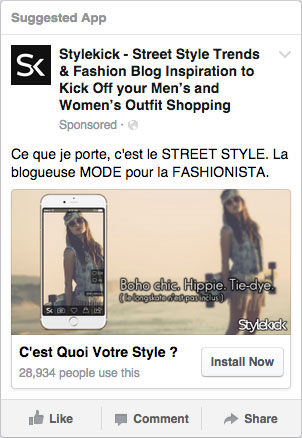 Suggested App
SK
Stylekick - Street Style Trends
& Fashion Blog Inspiration to
Kick Off your Men's and
Women's Outfit Shopping
Sponsored ·
Ce que je porte, c'est le STREET STYLE. La
blogueuse MODE pour la FASHIONISTA.
Boho chic. Hippie. Tie-dye.
( le longskate n'est pas inclus )
Stylekick
C'est Quoi Votre Style ?
28,934 people use this
Install Now
Like
Comment
Share